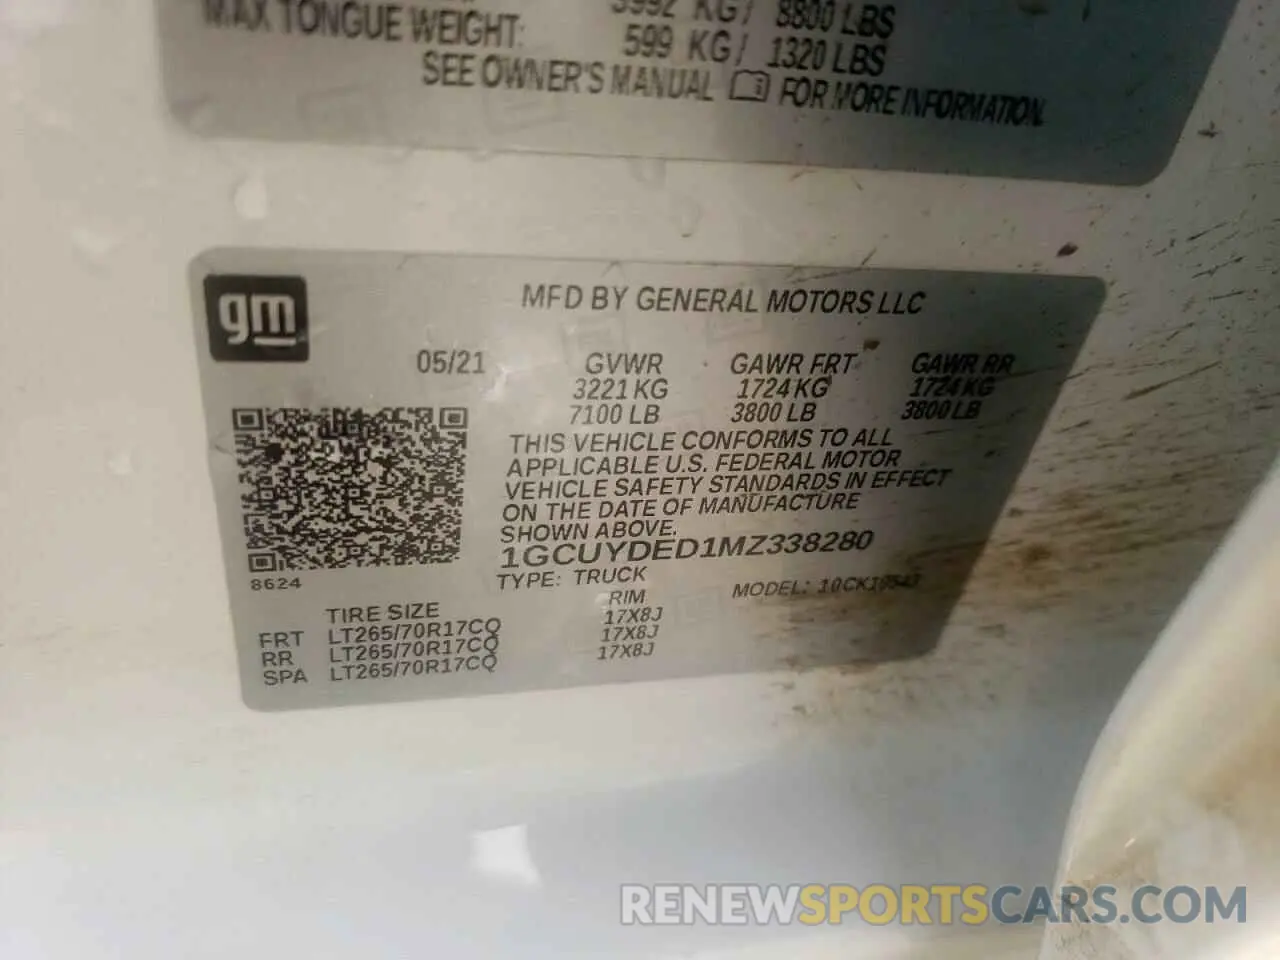 KG/ 8800 LBS
MAX TONGUE WEIGHT: 599 KG/ 1320 LBS
SEE OWNER'S MANUAL FOR MORE INFORMATION.
gm
MFD BY GENERAL MOTORS LLC
05/21 GVWR GAWR FRT GAWR RR
3221 KG 1724 KG 1724 KG
7100 LB 3800 LB 3800 LB
THIS VEHICLE CONFORMS TO ALL
APPLICABLE U.S. FEDERAL MOTOR
VEHICLE SAFETY STANDARDS IN EFFECT
ON THE DATE OF MANUFACTURE
SHOWN ABOVE.
1GCUYDED1MZ338280
8624
TYPE: TRUCK MODEL:
TIRE SIZE RIM
FRT LT265/70R17CQ 17X8J
RR LT265/70R17CQ 17X8J
SPA LT265/70R17CQ 17X8J
RENEWSPORTSCARS.COM